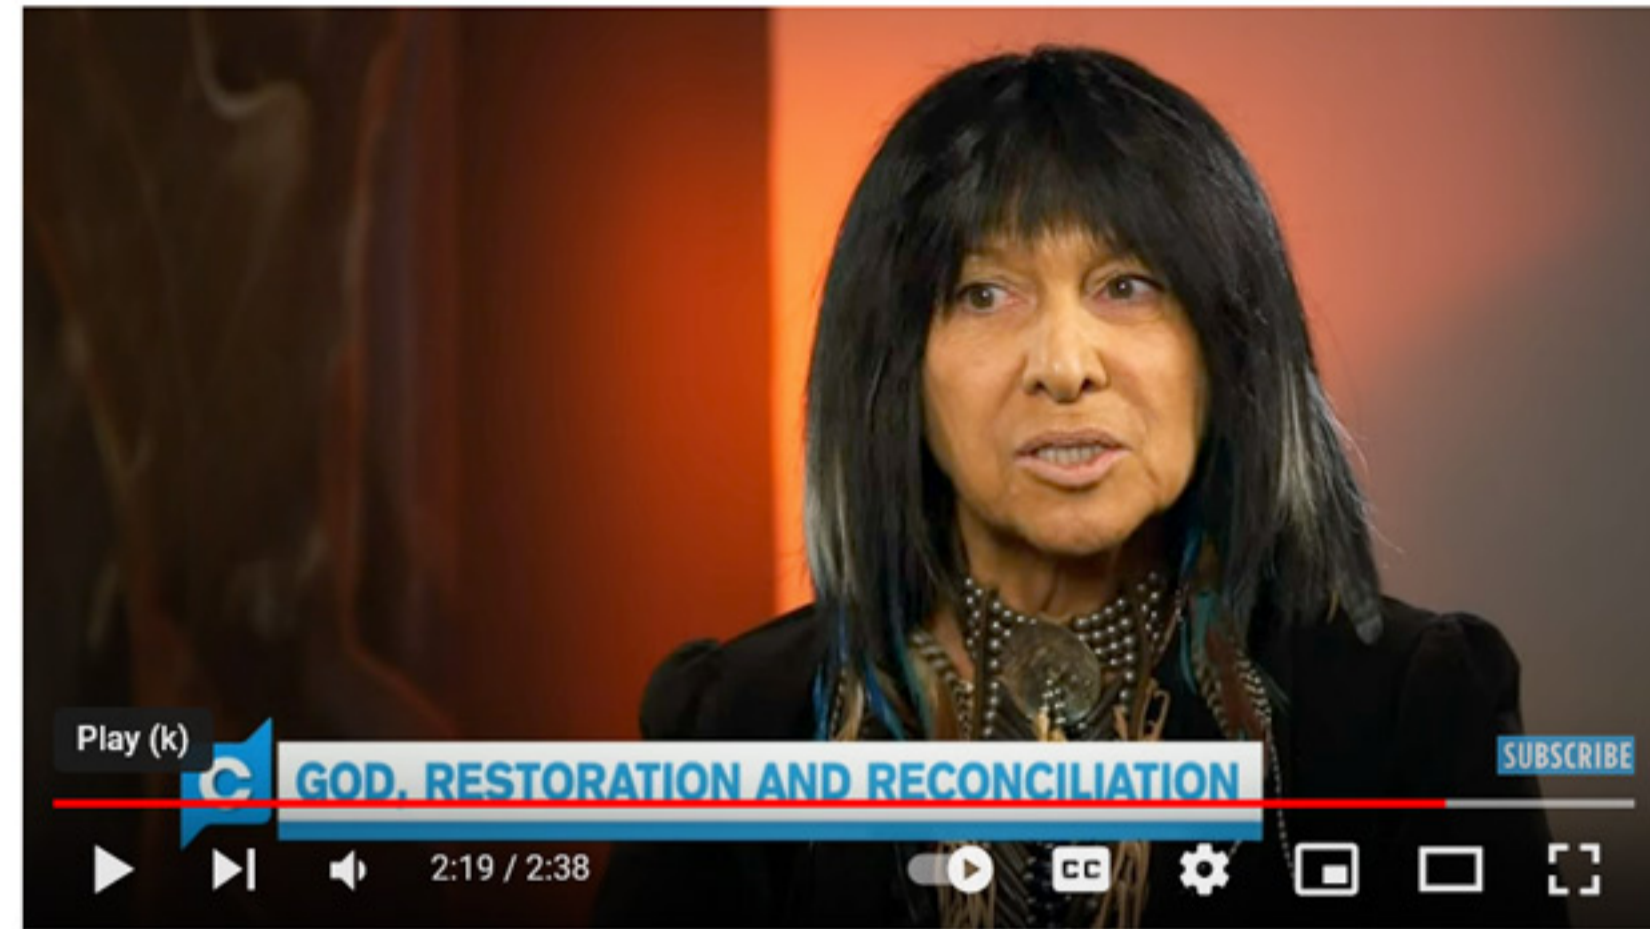 Play (k)
C
GOD, RESTORATION AND RECONCILIATION
SUBSCRIBE
2:19 / 2:38
CC